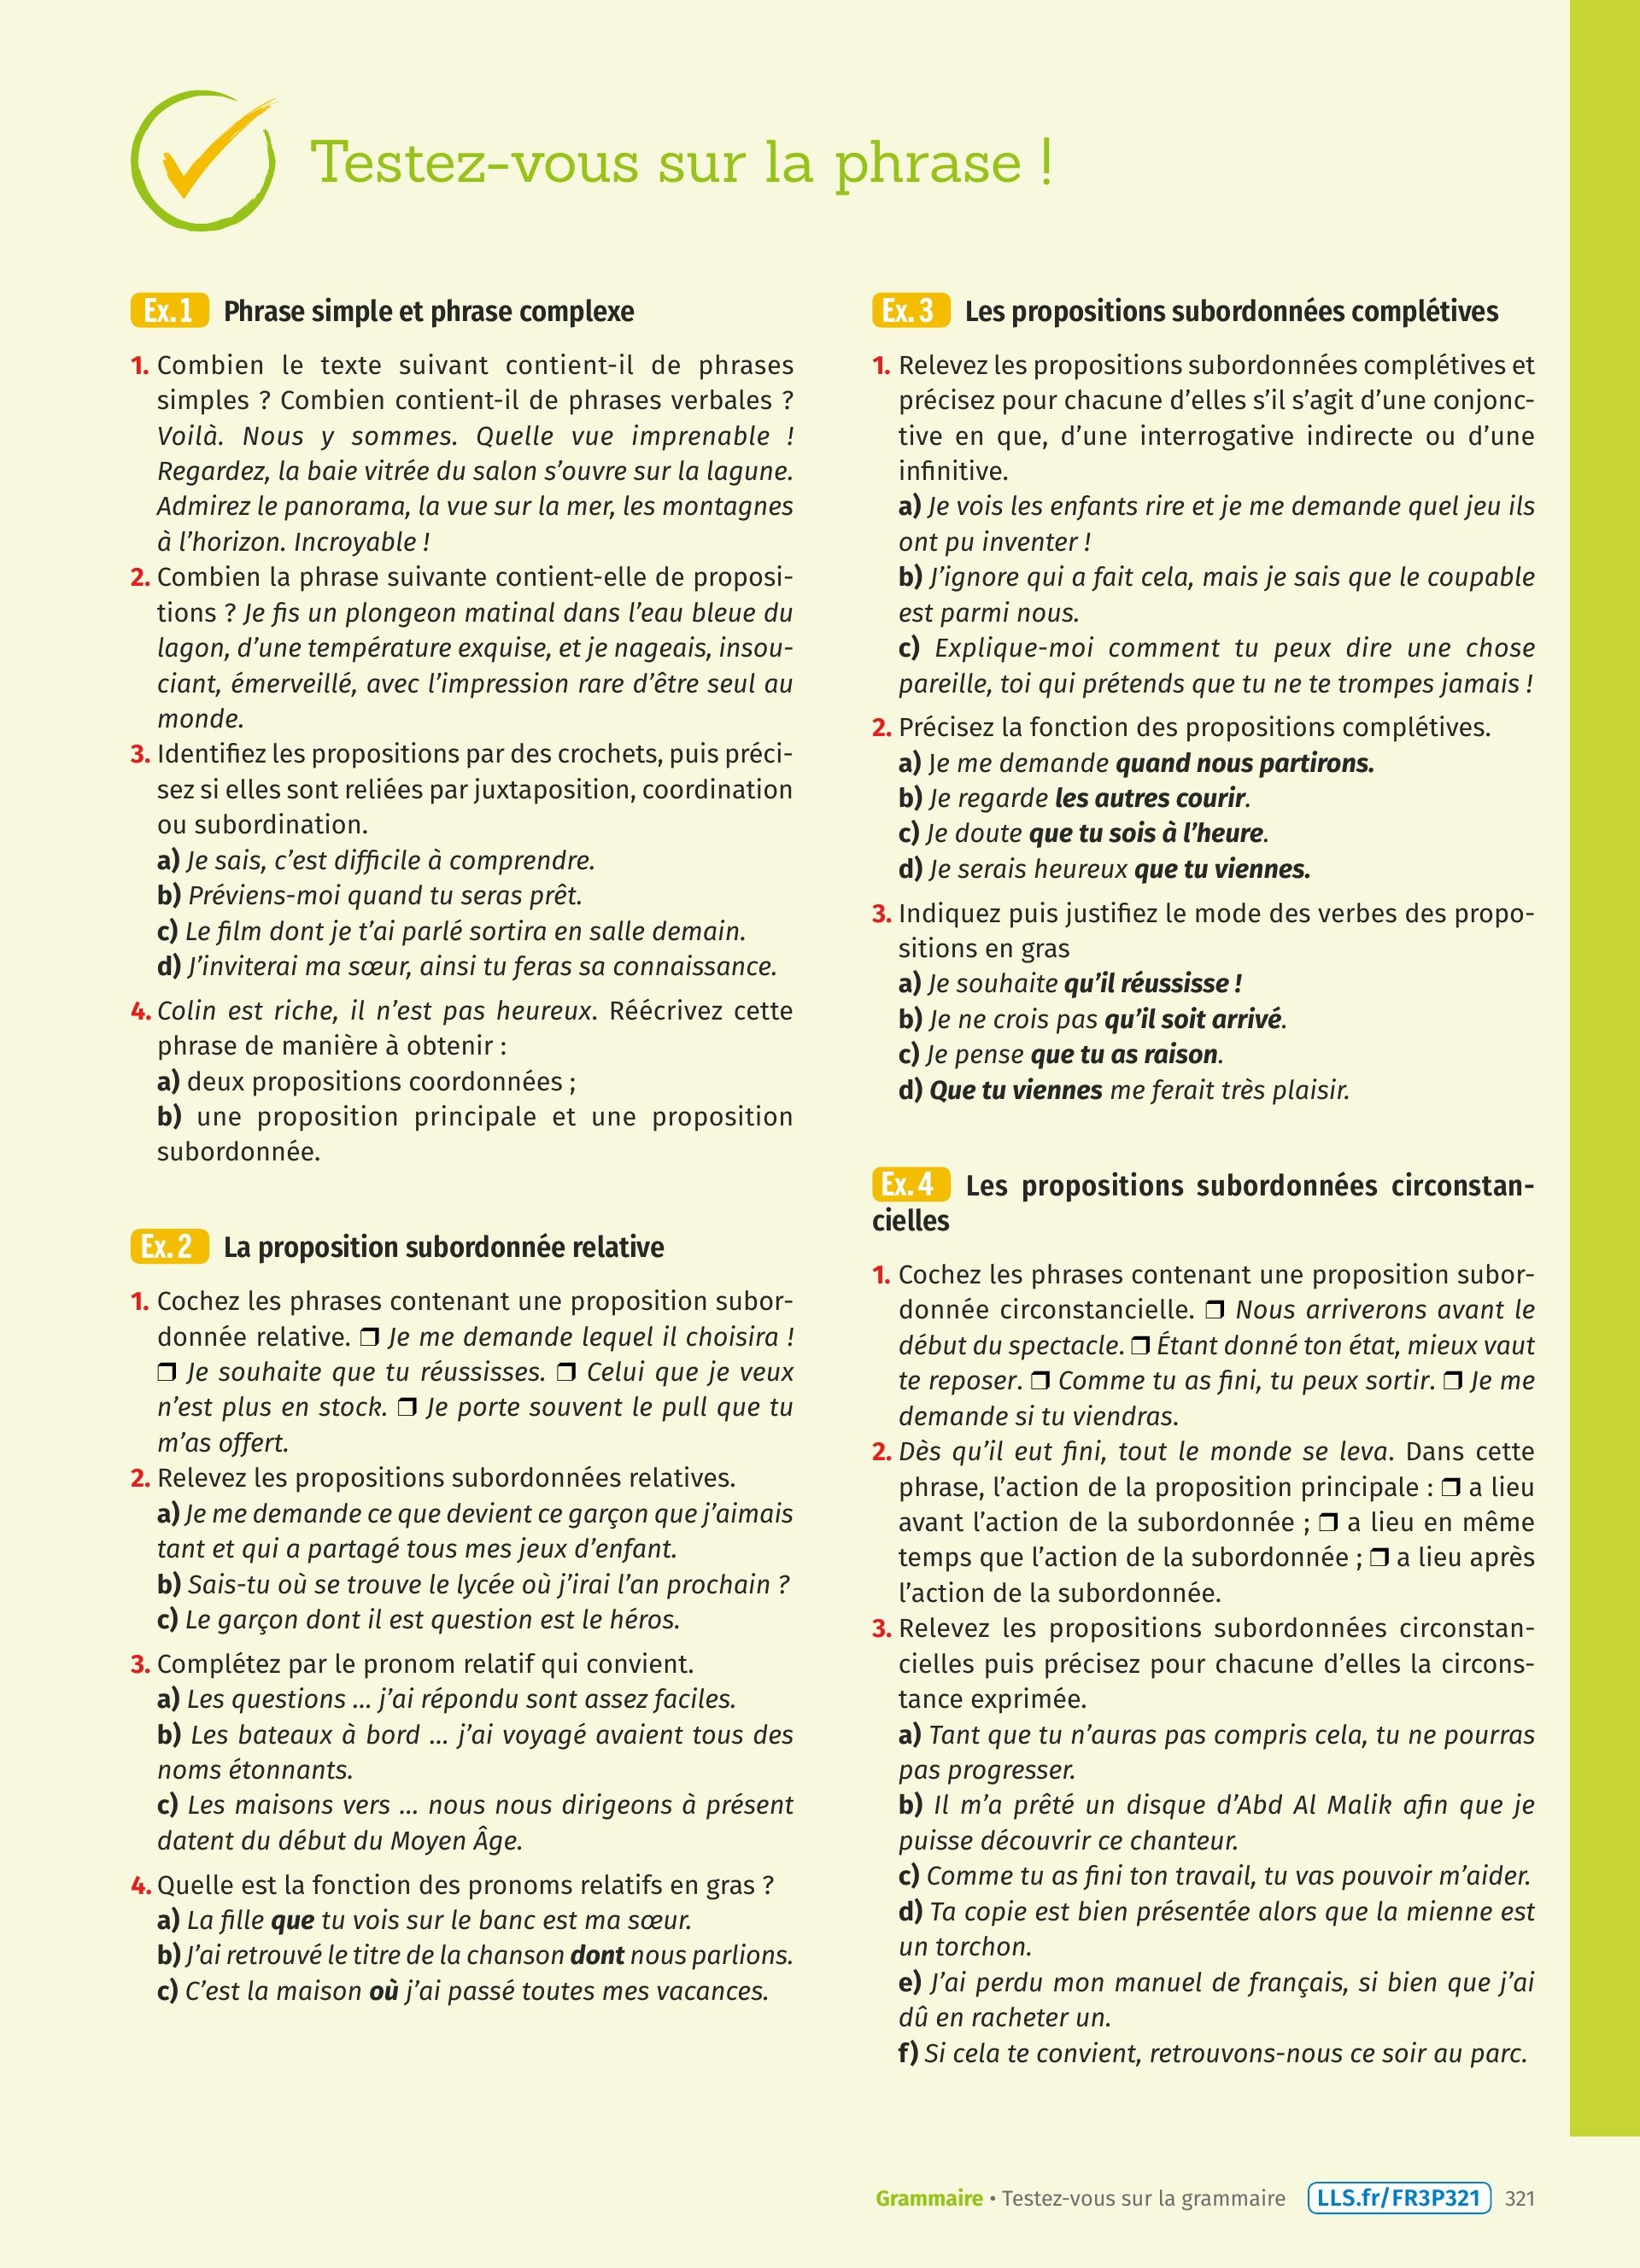 Testez-vous sur la phrase !
Ex. 1 Phrase simple et phrase complexe
1. Combien le texte suivant contient-il de phrases
simples ? Combien contient-il de phrases verbales ?
Voilà. Nous y sommes. Quelle vue imprenable !
Regardez, la baie vitrée du salon s’ouvre sur la lagune.
Admirez le panorama, la vue sur la mer, les montagnes
à l’horizon. Incroyable !
2. Combien la phrase suivante contient-elle de proposi-
tions ? Je fis un plongeon matinal dans l’eau bleue du
lagon, d’une température exquise, et je nageais, insou-
ciant, émerveillé, avec l’impression rare d’être seul au
monde.
3. Identifiez les propositions par des crochets, puis préci-
sez si elles sont reliées par juxtaposition, coordination
ou subordination.
a) Je sais, c’est difficile à comprendre.
b) Préviens-moi quand tu seras prêt.
c) Le film dont je t’ai parlé sortira en salle demain.
d) J’inviterai ma sœur, ainsi tu feras sa connaissance.
4. Colin est riche, il n’est pas heureux. Réécrivez cette
phrase de manière à obtenir :
a) deux propositions coordonnées ;
b) une proposition principale et une proposition
subordonnée.
Ex. 2 La proposition subordonnée relative
1. Cochez les phrases contenant une proposition subor-
donnée relative. ❒ Je me demande lequel il choisira !
❒ Je souhaite que tu réussisses. ❒ Celui que je veux
n’est plus en stock. ❒ Je porte souvent le pull que tu
m’as offert.
2. Relevez les propositions subordonnées relatives.
a) Je me demande ce que devient ce garçon que j’aimais
tant et qui a partagé tous mes jeux d’enfant.
b) Sais-tu où se trouve le lycée où j’irai l’an prochain ?
c) Le garçon dont il est question est le héros.
3. Complétez par le pronom relatif qui convient.
a) Les questions … j’ai répondu sont assez faciles.
b) Les bateaux à bord … j’ai voyagé avaient tous des
noms étonnants.
c) Les maisons vers … nous nous dirigeons à présent
datent du début du Moyen Âge.
4. Quelle est la fonction des pronoms relatifs en gras ?
a) La fille que tu vois sur le banc est ma sœur.
b) J’ai retrouvé le titre de la chanson dont nous parlions.
c) C’est la maison où j’ai passé toutes mes vacances.
Ex. 3 Les propositions subordonnées complétives
1. Relevez les propositions subordonnées complétives et
précisez pour chacune d’elles s’il s’agit d’une conjonc-
tive en que, d’une interrogative indirecte ou d’une
infinitive.
a) Je vois les enfants rire et je me demande quel jeu ils
ont pu inventer !
b) J’ignore qui a fait cela, mais je sais que le coupable
est parmi nous.
c) Explique-moi comment tu peux dire une chose
pareille, toi qui prétends que tu ne te trompes jamais !
2. Précisez la fonction des propositions complétives.
a) Je me demande quand nous partirons.
b) Je regarde les autres courir.
c) Je doute que tu sois à l’heure.
d) Je serais heureux que tu viennes.
3. Indiquez puis justifiez le mode des verbes des propo-
sitions en gras
a) Je souhaite qu’il réussisse !
b) Je ne crois pas qu’il soit arrivé.
c) Je pense que tu as raison.
d) Que tu viennes me ferait très plaisir.
Ex. 4 Les propositions subordonnées circonstan-
cielles
1. Cochez les phrases contenant une proposition subor-
donnée circonstancielle. ❒ Nous arriverons avant le
début du spectacle. ❒ Étant donné ton état, mieux vaut
te reposer. ❒ Comme tu as fini, tu peux sortir. ❒ Je me
demande si tu viendras.
2. Dès qu’il eut fini, tout le monde se leva. Dans cette
phrase, l’action de la proposition principale : ❒ a lieu
avant l’action de la subordonnée ; ❒ a lieu en même
temps que l’action de la subordonnée ; ❒ a lieu après
l’action de la subordonnée.
3. Relevez les propositions subordonnées circonstan-
cielles puis précisez pour chacune d’elles la circons-
tance exprimée.
a) Tant que tu n’auras pas compris cela, tu ne pourras
pas progresser.
b) Il m’a prêté un disque d’Abd Al Malik afin que je
puisse découvrir ce chanteur.
c) Comme tu as fini ton travail, tu vas pouvoir m’aider.
d) Ta copie est bien présentée alors que la mienne est
un torchon.
e) J’ai perdu mon manuel de français, si bien que j’ai
dû en racheter un.
f) Si cela te convient, retrouvons-nous ce soir au parc.
Grammaire • Testez-vous sur la grammaire LLS.fr/FR3P321 321